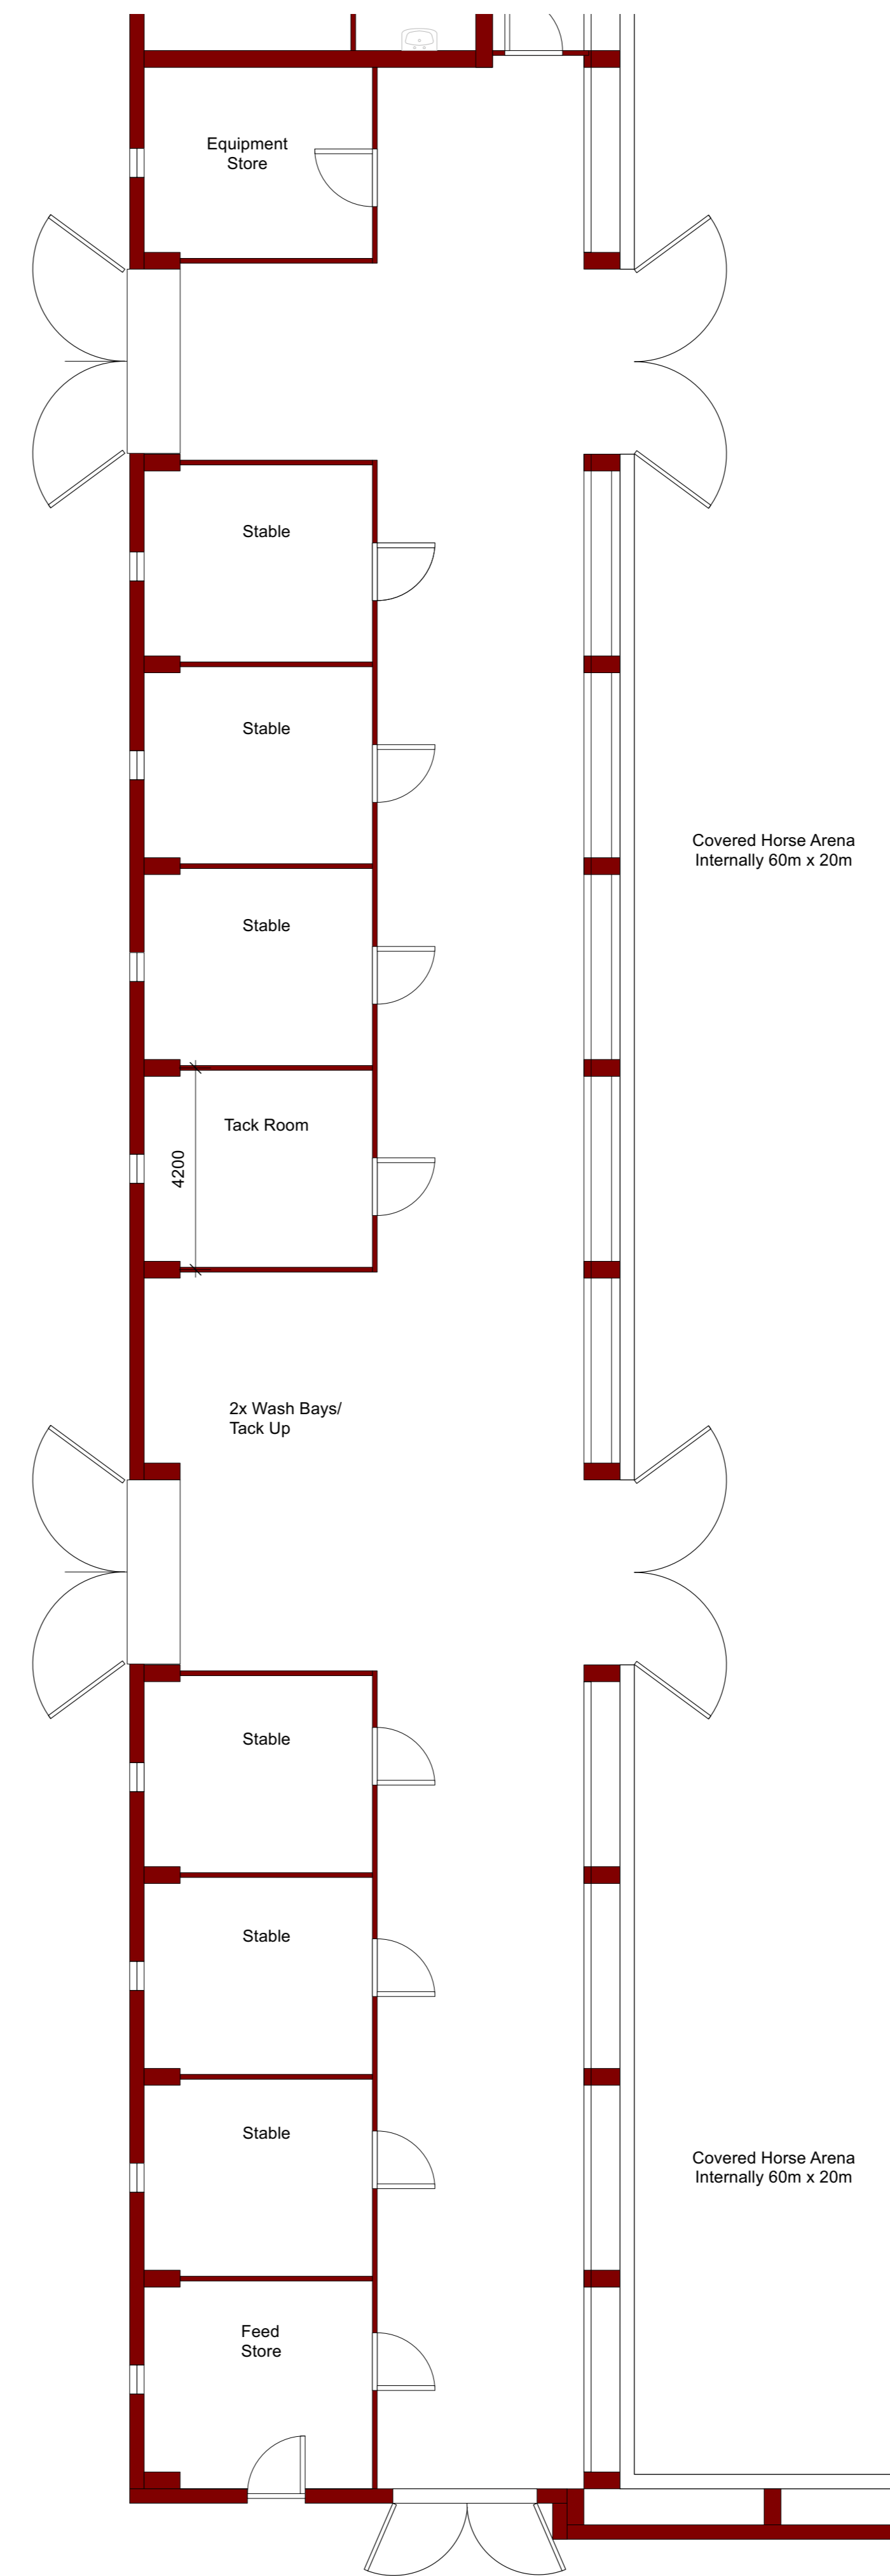 Equipment
Store
Stable
Stable
Covered Horse Arena
Internally 60m x 20m
Stable
Tack Room
4200
2x Wash Bays/
Tack Up
Stable
Stable
Stable
Covered Horse Arena
Internally 60m x 20m
Feed
Store